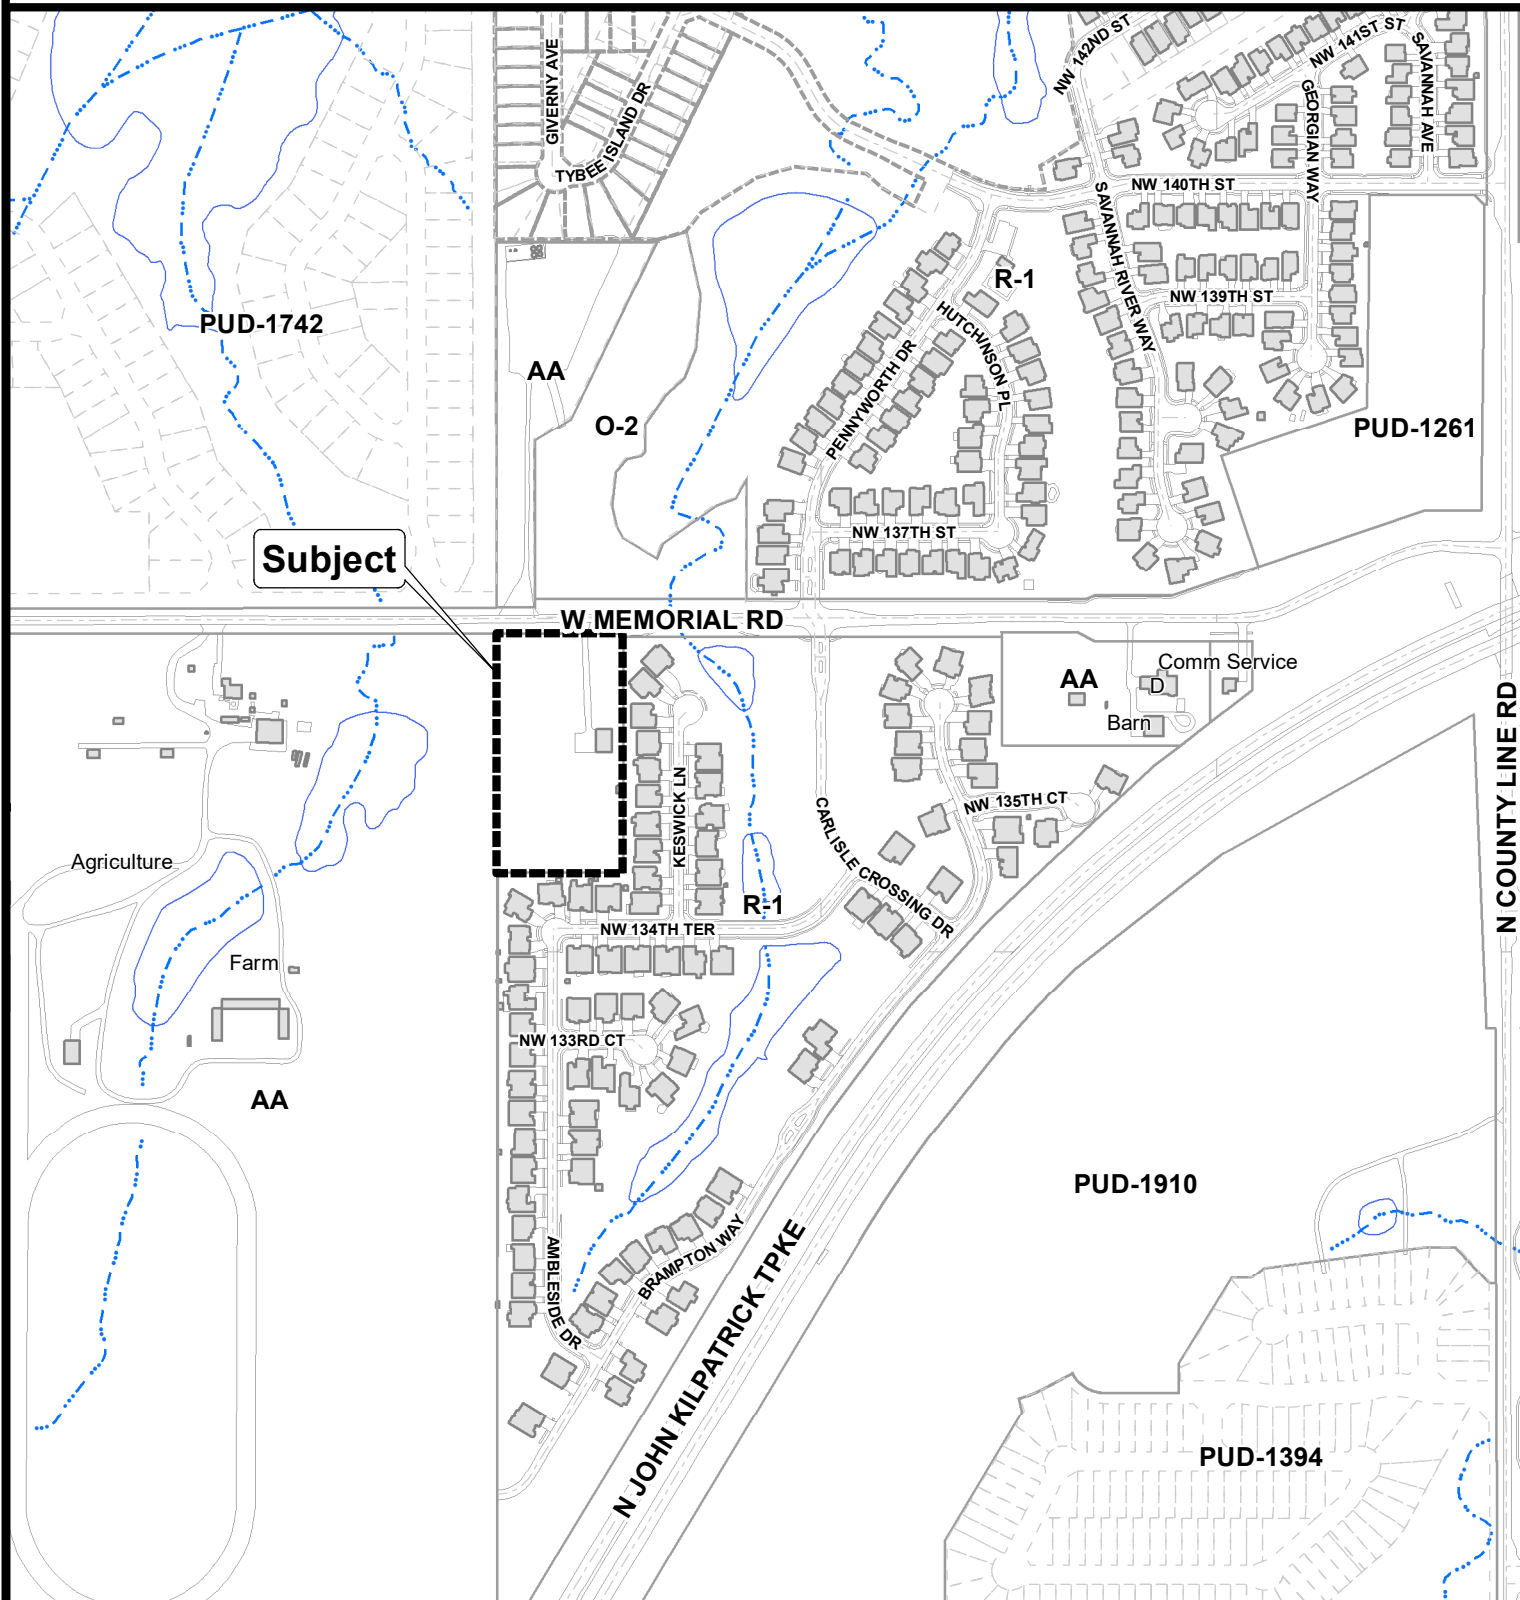 NW 142ND ST
NW 141ST ST
SAVANNAH AVE
GIVERNY AVE
TYBEE ISLAND DR
GEORGIAN WAY
NW 140TH ST
SAVANNAH RIVER WAY
R-1
NW 139TH ST
PUD-1742
HUTCHINSON PL
PENNYWORTH DR
AA
O-2
PUD-1261
NW 137TH ST
Subject
W MEMORIAL RD
Comm Service
AA
D
Barn
N COUNTY LINE RD
KESWICK LN
NW 135TH CT
CARLISLE CROSSING DR
Agriculture
R-1
NW 134TH TER
Farm
NW 133RD CT
AA
PUD-1910
BRAMPTON WAY
AMBLESIDE DR
N JOHN KILPATRICK TPKE
PUD-1394